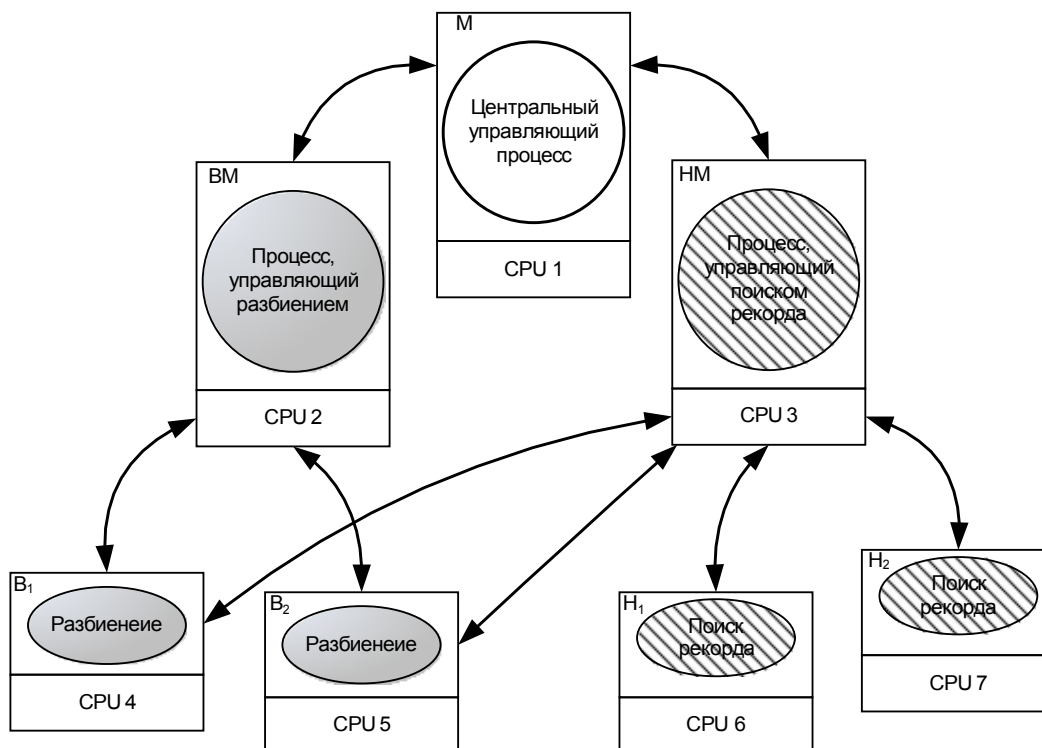 M
Центральный
управляющий
процесс
CPU 1
BM
Процесс,
управляющий
разбиением
CPU 2
HM
Процесс,
управляющий
поиском
рекорда
CPU 3
B1
Разбиенеие
CPU 4
B2
Разбиенеие
CPU 5
H1
Поиск
рекорда
CPU 6
H2
Поиск
рекорда
CPU 7